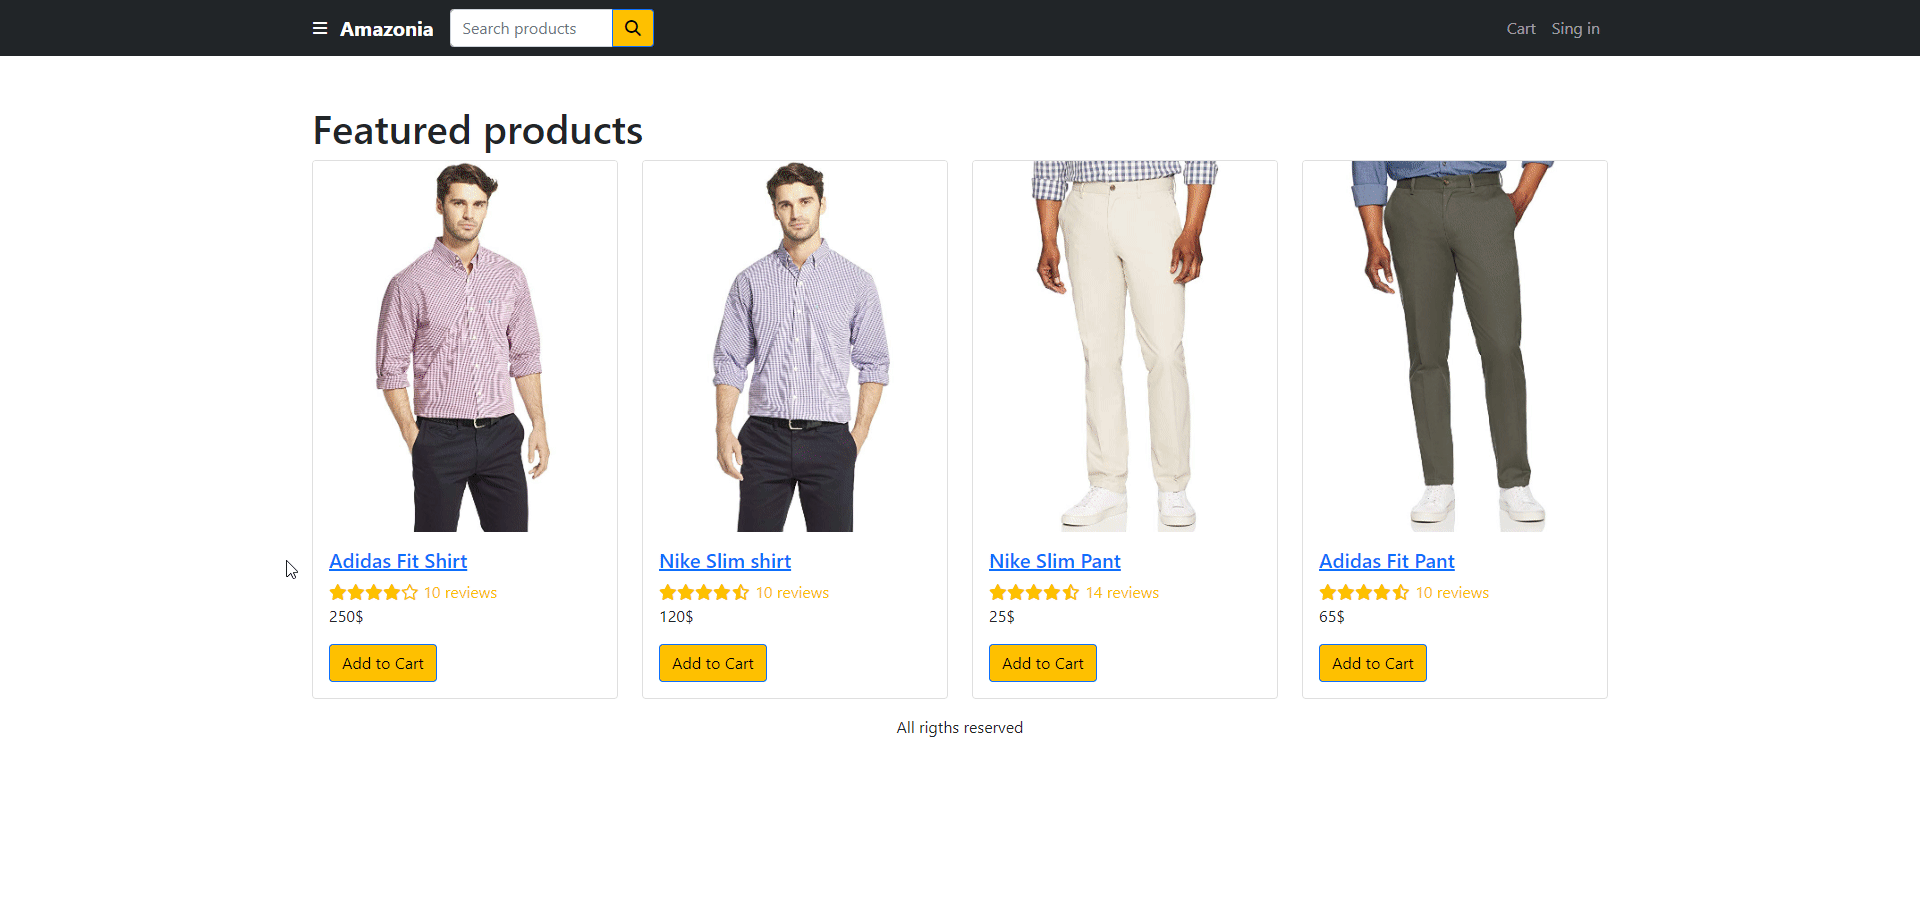 Amazonia
Search products
Cart
Sing in
Featured products
Adidas Fit Shirt
10 reviews
250$
Add to Cart
Nike Slim shirt
10 reviews
120$
Add to Cart
Nike Slim Pant
14 reviews
25$
Add to Cart
Adidas Fit Pant
10 reviews
65$
Add to Cart
All rigths reserved